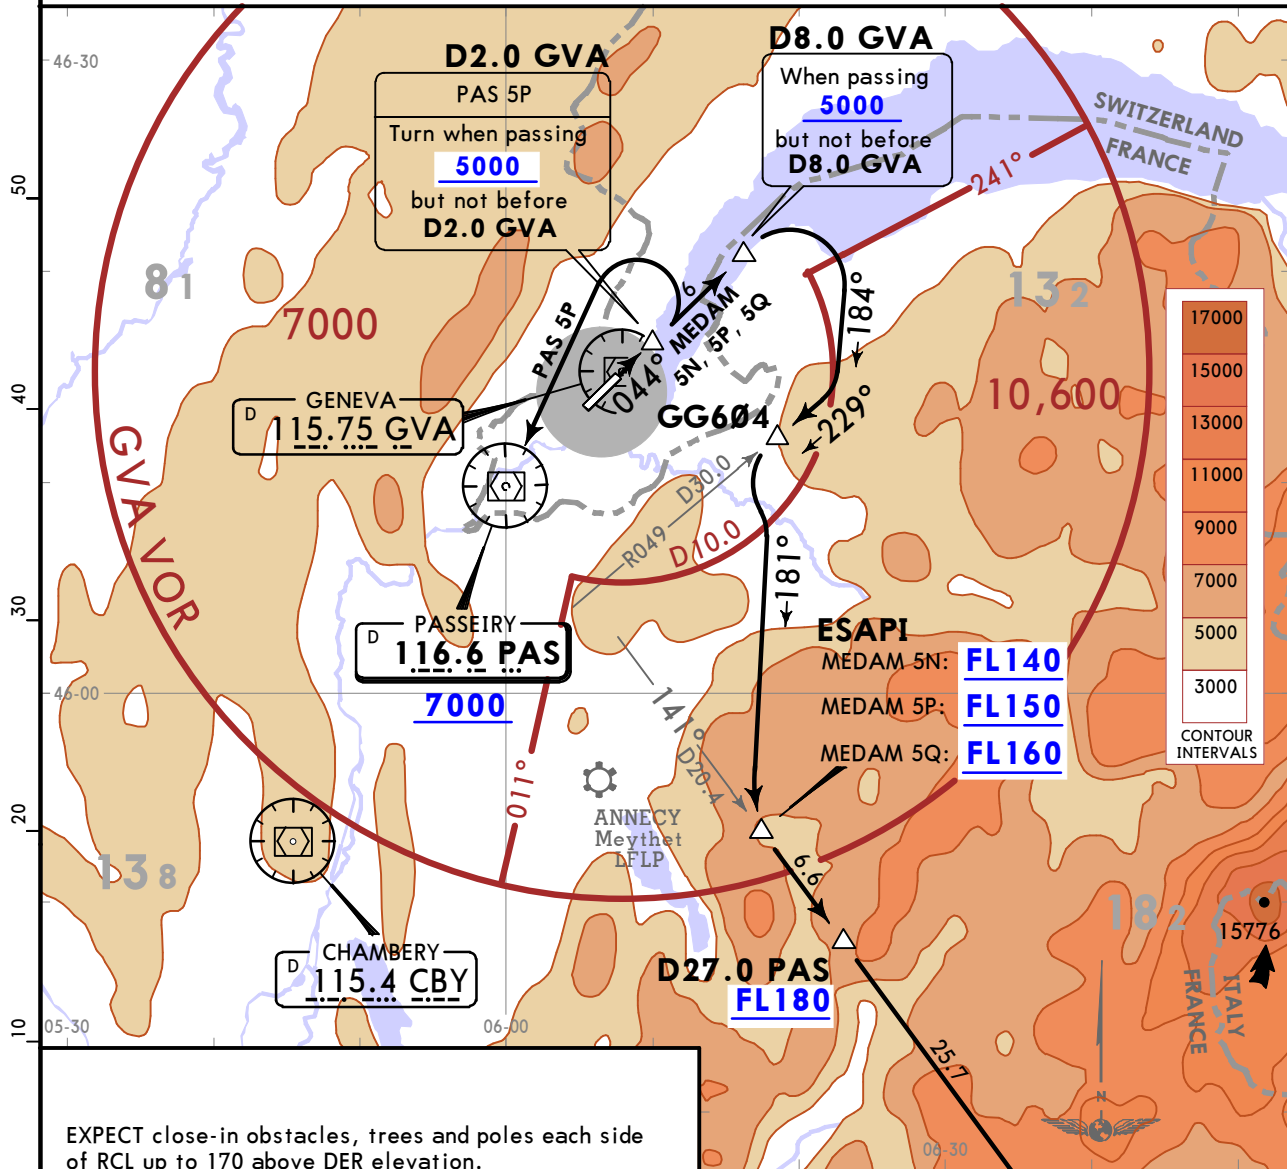 46-30
D2.0 GVA
PAS 5P
Turn when passing
5000
but not before
D2.0 GVA
D8.0 GVA
When passing
5000
but not before
D8.0 GVA
SWITZERLAND
FRANCE
241°
50
81
7000
132
10,600
PAS 5P
6
MEDAM
5N, 5P, 5Q
044°
184°
229°
GG6Ø4
GENEVA
D
115.75 GVA
40
GVA VOR
17000
15000
13000
11000
9000
7000
5000
3000
CONTOUR
INTERVALS
R049
D30.0
D10.0
181°
30
PASSEIRY
D
116.6 PAS
7000
46-00
141°
D20.4
011°
ESAPI
MEDAM 5N: FL140
MEDAM 5P: FL150
MEDAM 5Q: FL160
ANNECY
Meythet
LFLP
20
138
6.6
182
15776
CHAMBERY
D
115.4 CBY
D27.0 PAS
FL180
ITALY
FRANCE
10
05-30
06-00
25.7
N
06-30
EXPECT close-in obstacles, trees and poles each side
of RCL up to 170 above DER elevation.